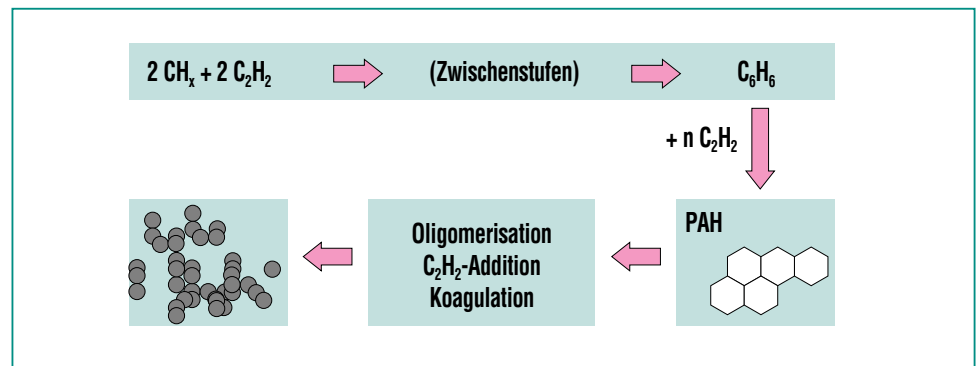 2 CHₓ + 2 C₂H₂ (Zwischenstufen) C₆H₆
+ n C₂H₂
PAH
Oligomerisation
C₂H₂-Addition
Koagulation